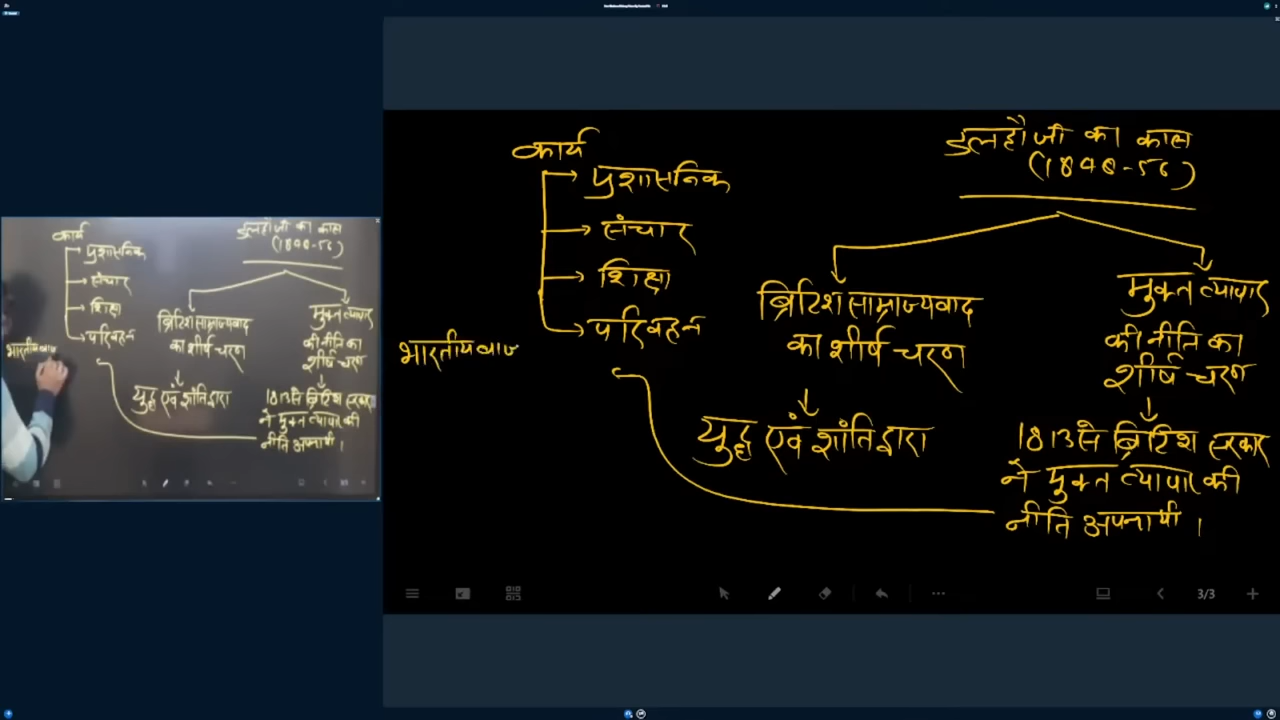 डलहौजी का काल
(1848-56)
कार्य
प्रशासनिक
संचार
शिक्षा
परिवहन
भारतीय बाज
ब्रिटिश साम्राज्यवाद
का शीर्ष चरण
युद्ध एवं शांति द्वारा
मुक्त व्यापार
की नीति का
शीर्ष चरण
1813 से ब्रिटिश सरकार
ने मुक्त व्यापार की
नीति अपनायी ।
3/3